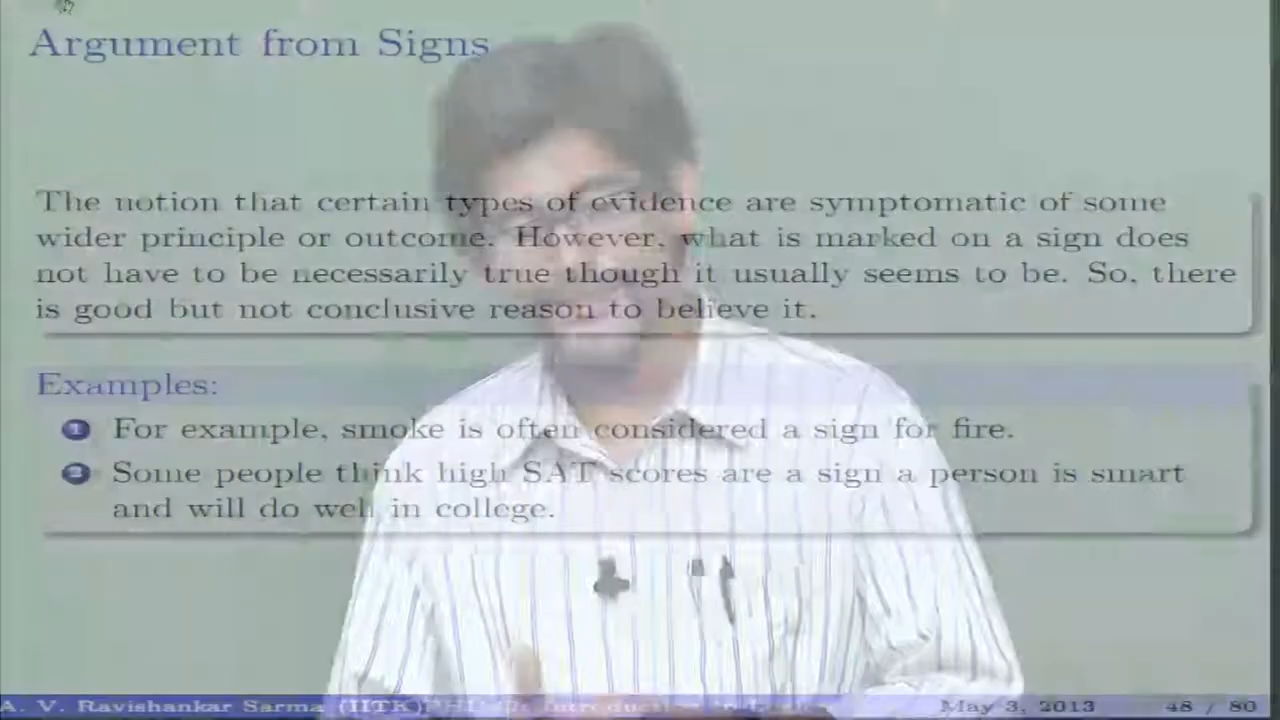 Argument from Signs
The notion that certain types of evidence are symptomatic of some
wider principle or outcome. However, what is marked on a sign does
not have to be necessarily true though it usually seems to be. So, there
is good but not conclusive reason to believe it.
Examples:
1 For example, smoke is often considered a sign for fire.
2 Some people think high SAT scores are a sign a person is smart
and will do well in college.
A. V. Ravishankar Sarma (IITK) Introduction May 3, 2013 48 / 80